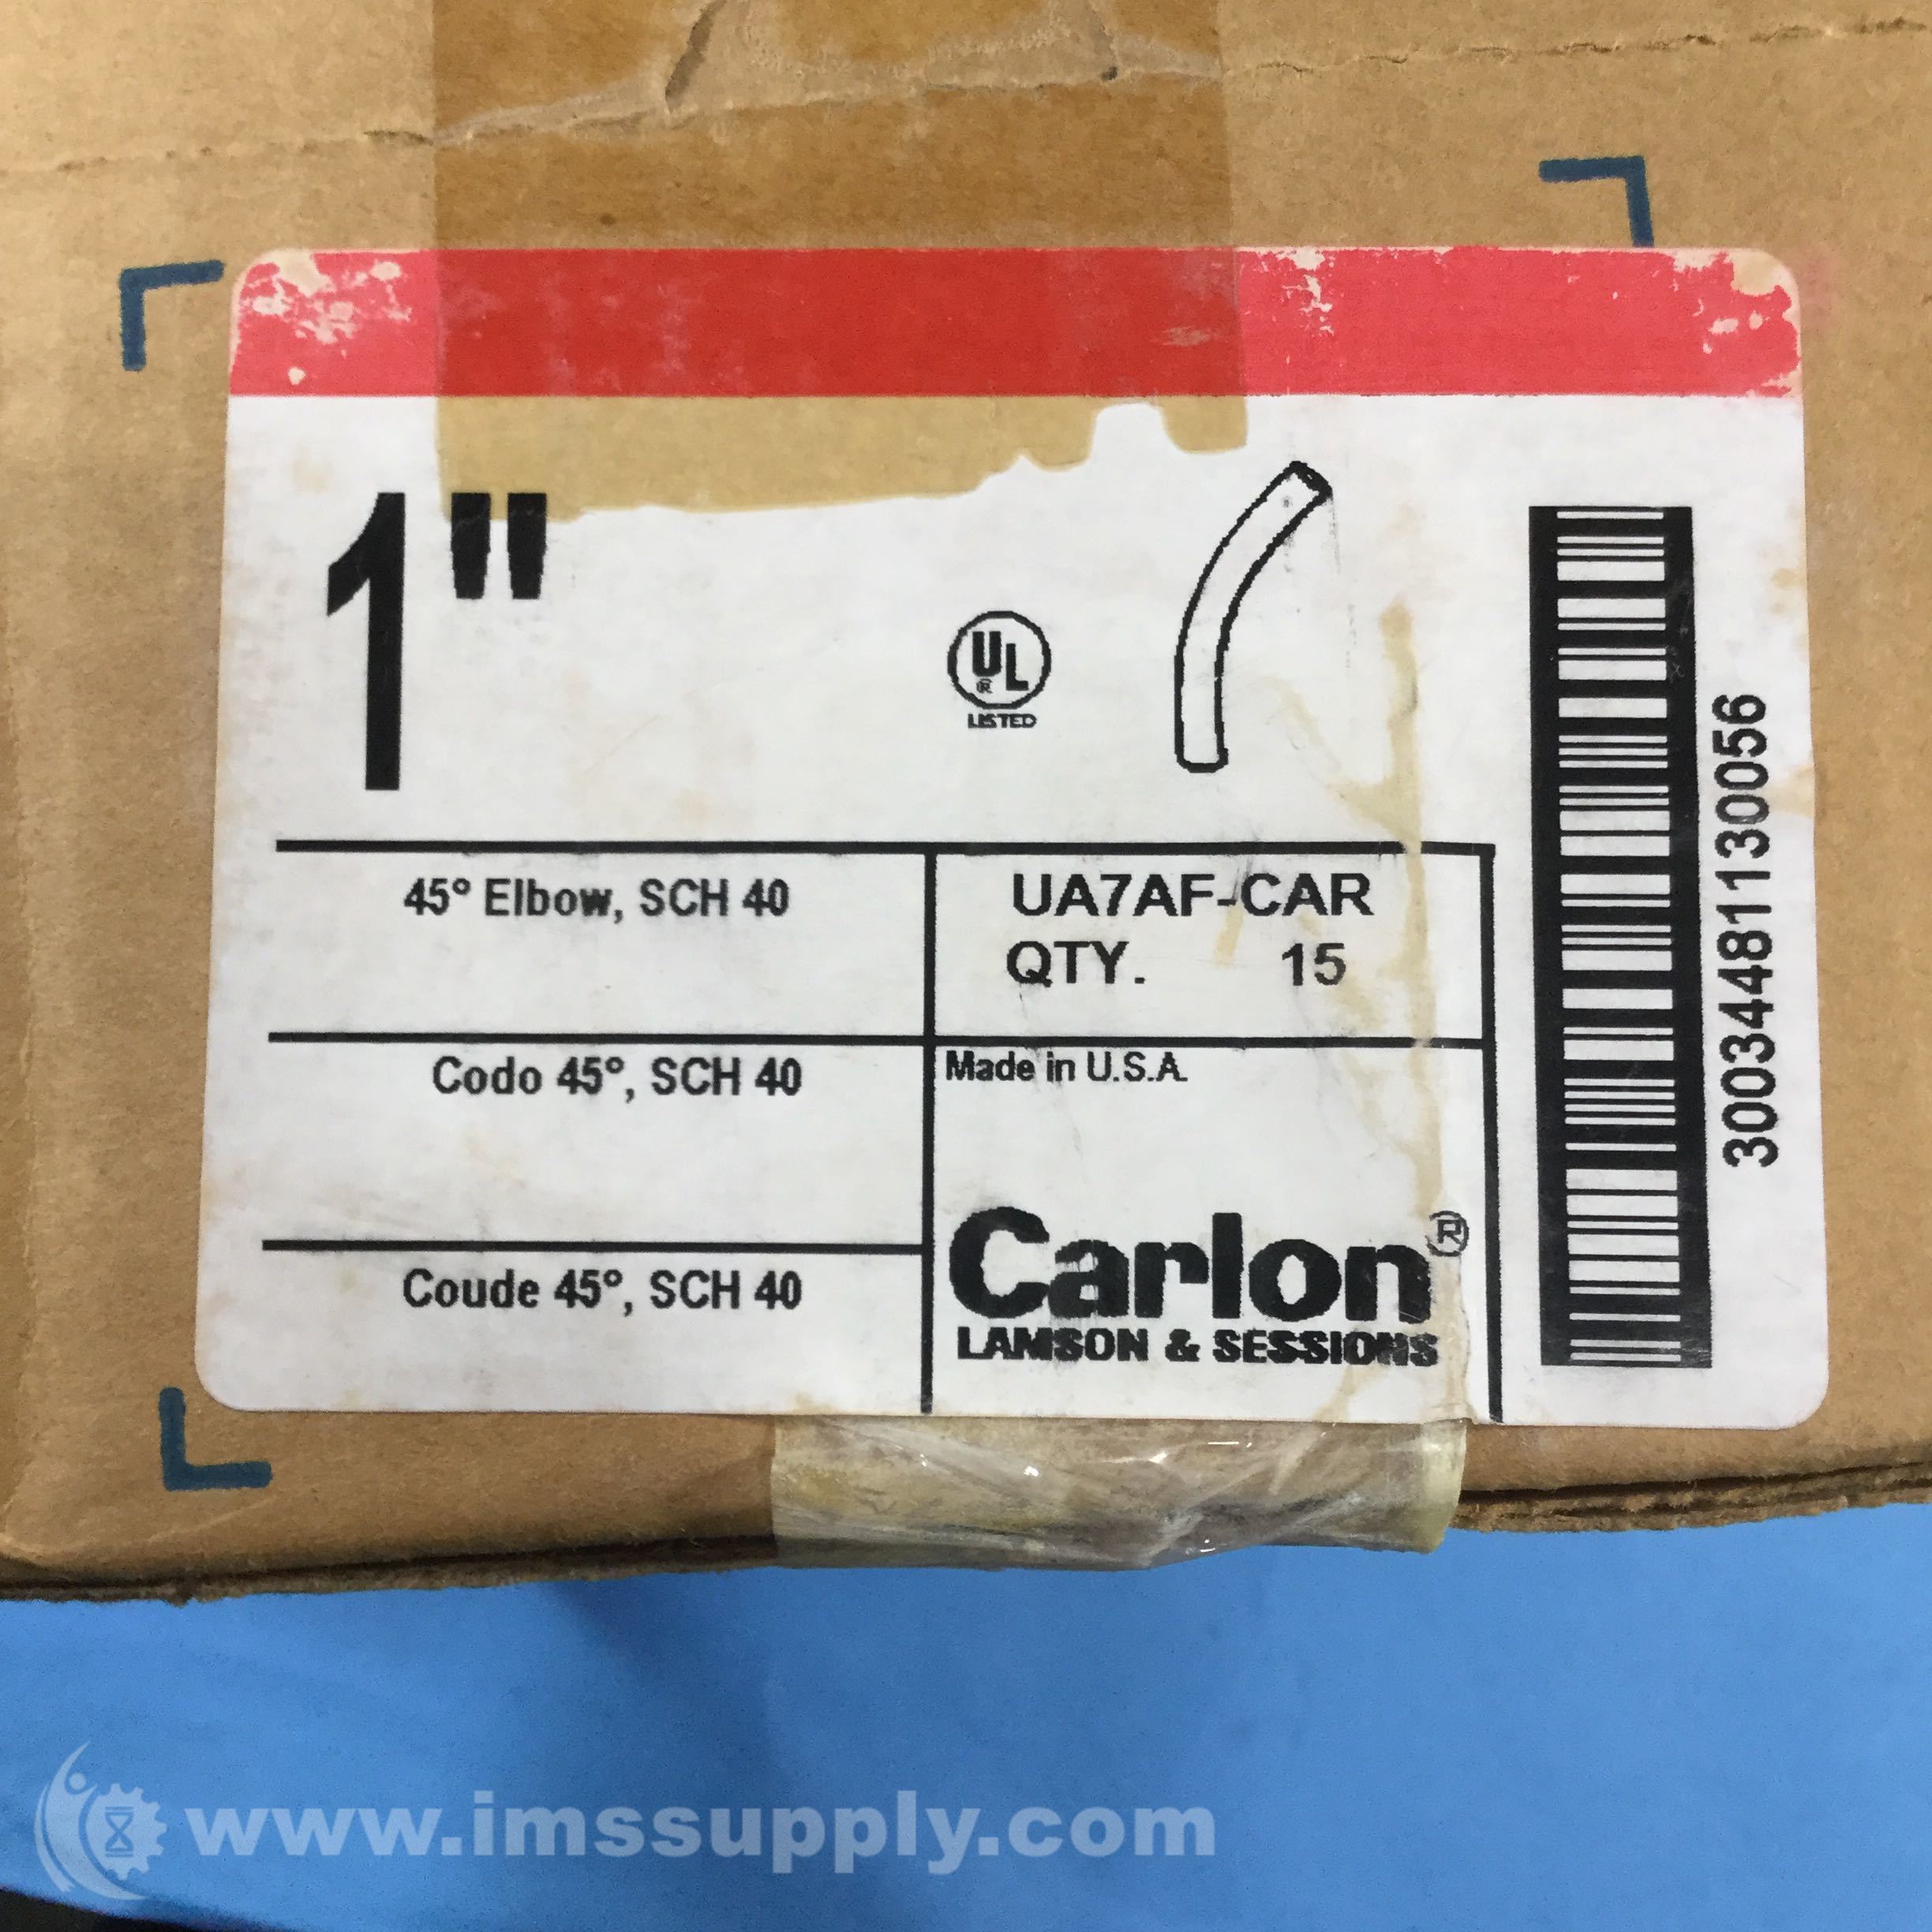 1"
UL
®
LISTED
45° Elbow, SCH 40
UA7AF-CAR
QTY. 15
Codo 45°, SCH 40
Made in U.S.A.
Coude 45°, SCH 40
Carlon®
LAMSON & SESSIONS
30034481130056
www.imssupply.com